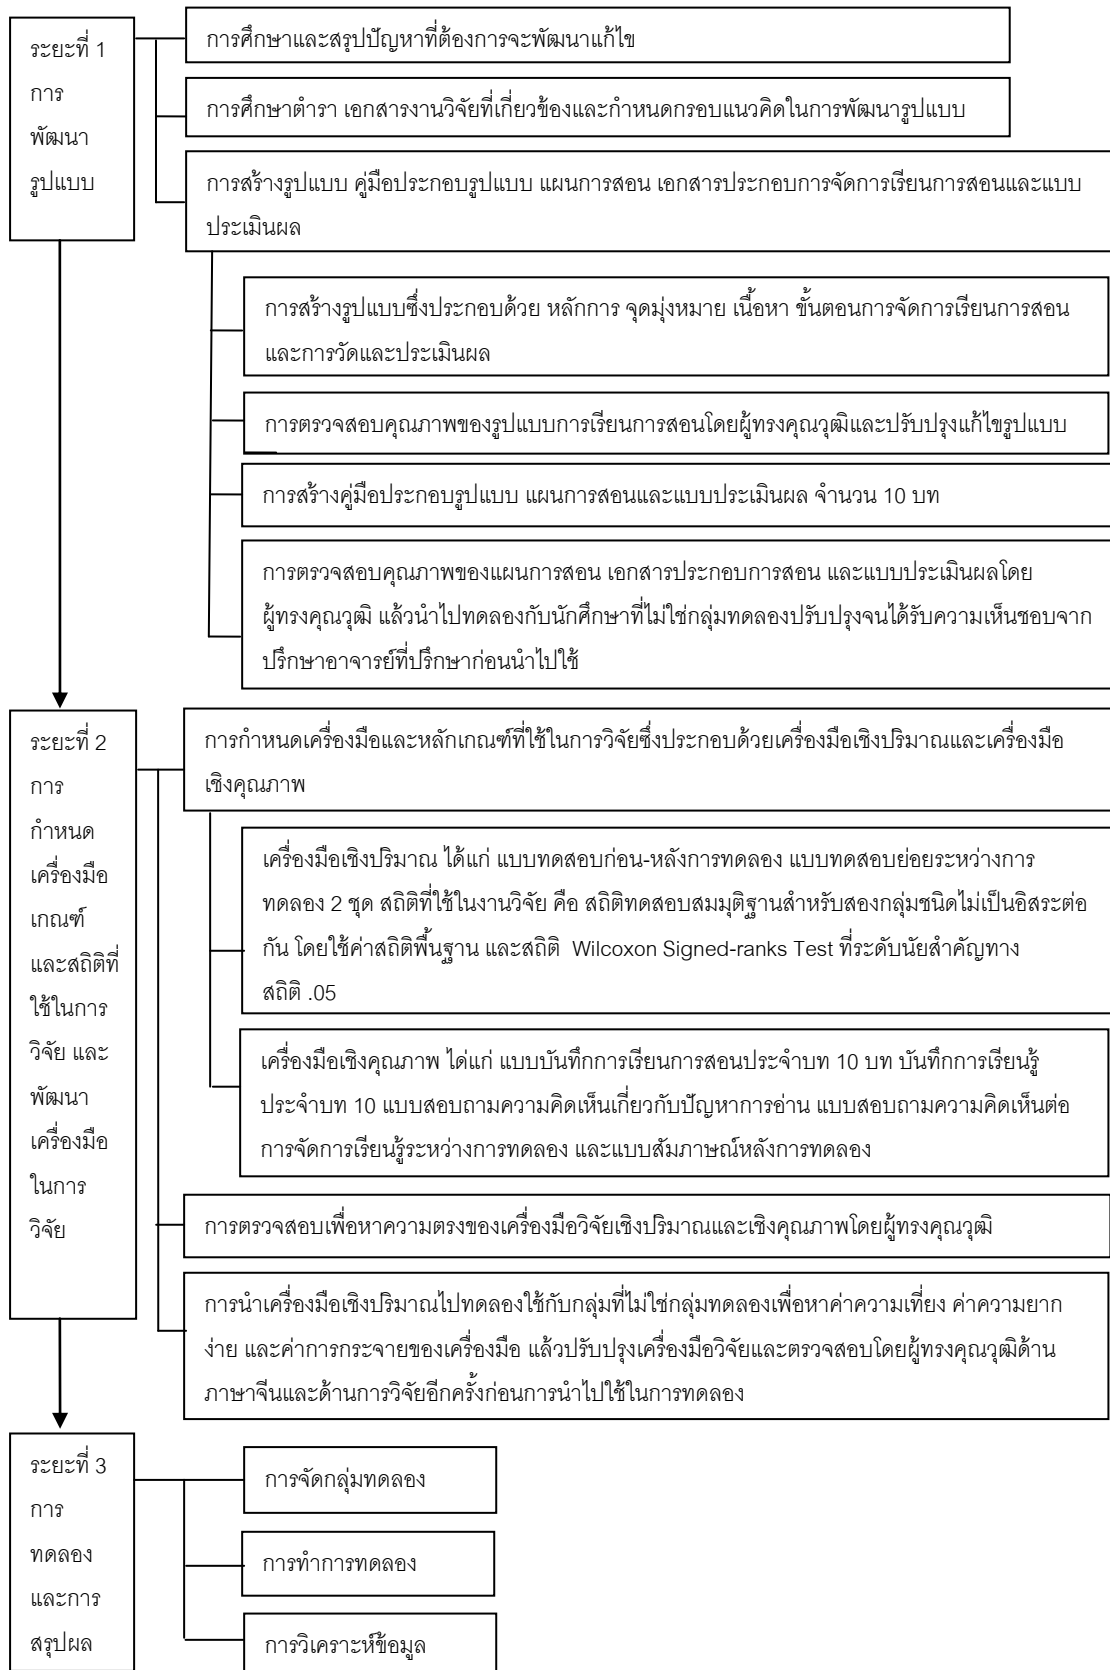 ระยะที่ 1
การ
พัฒนา
รูปแบบ
การศึกษาและสรุปปัญหาที่ต้องการจะพัฒนาแก้ไข
การศึกษาตำรา เอกสารงานวิจัยที่เกี่ยวข้องและกำหนดกรอบแนวคิดในการพัฒนารูปแบบ
การสร้างรูปแบบ คู่มือประกอบรูปแบบ แผนการสอน เอกสารประกอบการจัดการเรียนการสอนและแบบ
ประเมินผล
การสร้างรูปแบบซึ่งประกอบด้วย หลักการ จุดมุ่งหมาย เนื้อหา ขั้นตอนการจัดการเรียนการสอน
และการวัดและประเมินผล
การตรวจสอบคุณภาพของรูปแบบการเรียนการสอนโดยผู้ทรงคุณวุฒิและปรับปรุงแก้ไขรูปแบบ
การสร้างคู่มือประกอบรูปแบบ แผนการสอนและแบบประเมินผล จำนวน 10 บท
การตรวจสอบคุณภาพของแผนการสอน เอกสารประกอบการสอน และแบบประเมินผลโดย
ผู้ทรงคุณวุฒิ แล้วนำไปทดลองกับนักศึกษาที่ไม่ใช่กลุ่มทดลองปรับปรุงจนได้รับความเห็นชอบจาก
ปรึกษาอาจารย์ที่ปรึกษาก่อนนำไปใช้
ระยะที่ 2
การ
กำหนด
เครื่องมือ
เกณฑ์
และสถิติที่
ใช้ในการ
วิจัย และ
พัฒนา
เครื่องมือ
ในการ
วิจัย
การกำหนดเครื่องมือและหลักเกณฑ์ที่ใช้ในการวิจัยซึ่งประกอบด้วยเครื่องมือเชิงปริมาณและเครื่องมือ
เชิงคุณภาพ
เครื่องมือเชิงปริมาณ ได้แก่ แบบทดสอบก่อน-หลังการทดลอง แบบทดสอบย่อยระหว่างการ
ทดลอง 2 ชุด สถิติที่ใช้ในงานวิจัย คือ สถิติทดสอบสมมุติฐานสำหรับสองกลุ่มชนิดไม่เป็นอิสระต่อ
กัน โดยใช้ค่าสถิติพื้นฐาน และสถิติ Wilcoxon Signed-ranks Test ที่ระดับนัยสำคัญทาง
สถิติ .05
เครื่องมือเชิงคุณภาพ ได่แก่ แบบบันทึกการเรียนการสอนประจำบท 10 บท บันทึกการเรียนรู้
ประจำบท 10 แบบสอบถามความคิดเห็นเกี่ยวกับปัญหาการอ่าน แบบสอบถามความคิดเห็นต่อ
การจัดการเรียนรู้ระหว่างการทดลอง และแบบสัมภาษณ์หลังการทดลอง
การตรวจสอบเพื่อหาความตรงของเครื่องมือวิจัยเชิงปริมาณและเชิงคุณภาพโดยผู้ทรงคุณวุฒิ
การนำเครื่องมือเชิงปริมาณไปทดลองใช้กับกลุ่มที่ไม่ใช่กลุ่มทดลองเพื่อหาค่าความเที่ยง ค่าความยาก
ง่าย และค่าการกระจายของเครื่องมือ แล้วปรับปรุงเครื่องมือวิจัยและตรวจสอบโดยผู้ทรงคุณวุฒิด้าน
ภาษาจีนและด้านการวิจัยอีกครั้งก่อนการนำไปใช้ในการทดลอง
ระยะที่ 3
การ
ทดลอง
และการ
สรุปผล
การจัดกลุ่มทดลอง
การทำการทดลอง
การวิเคราะห์ข้อมูล